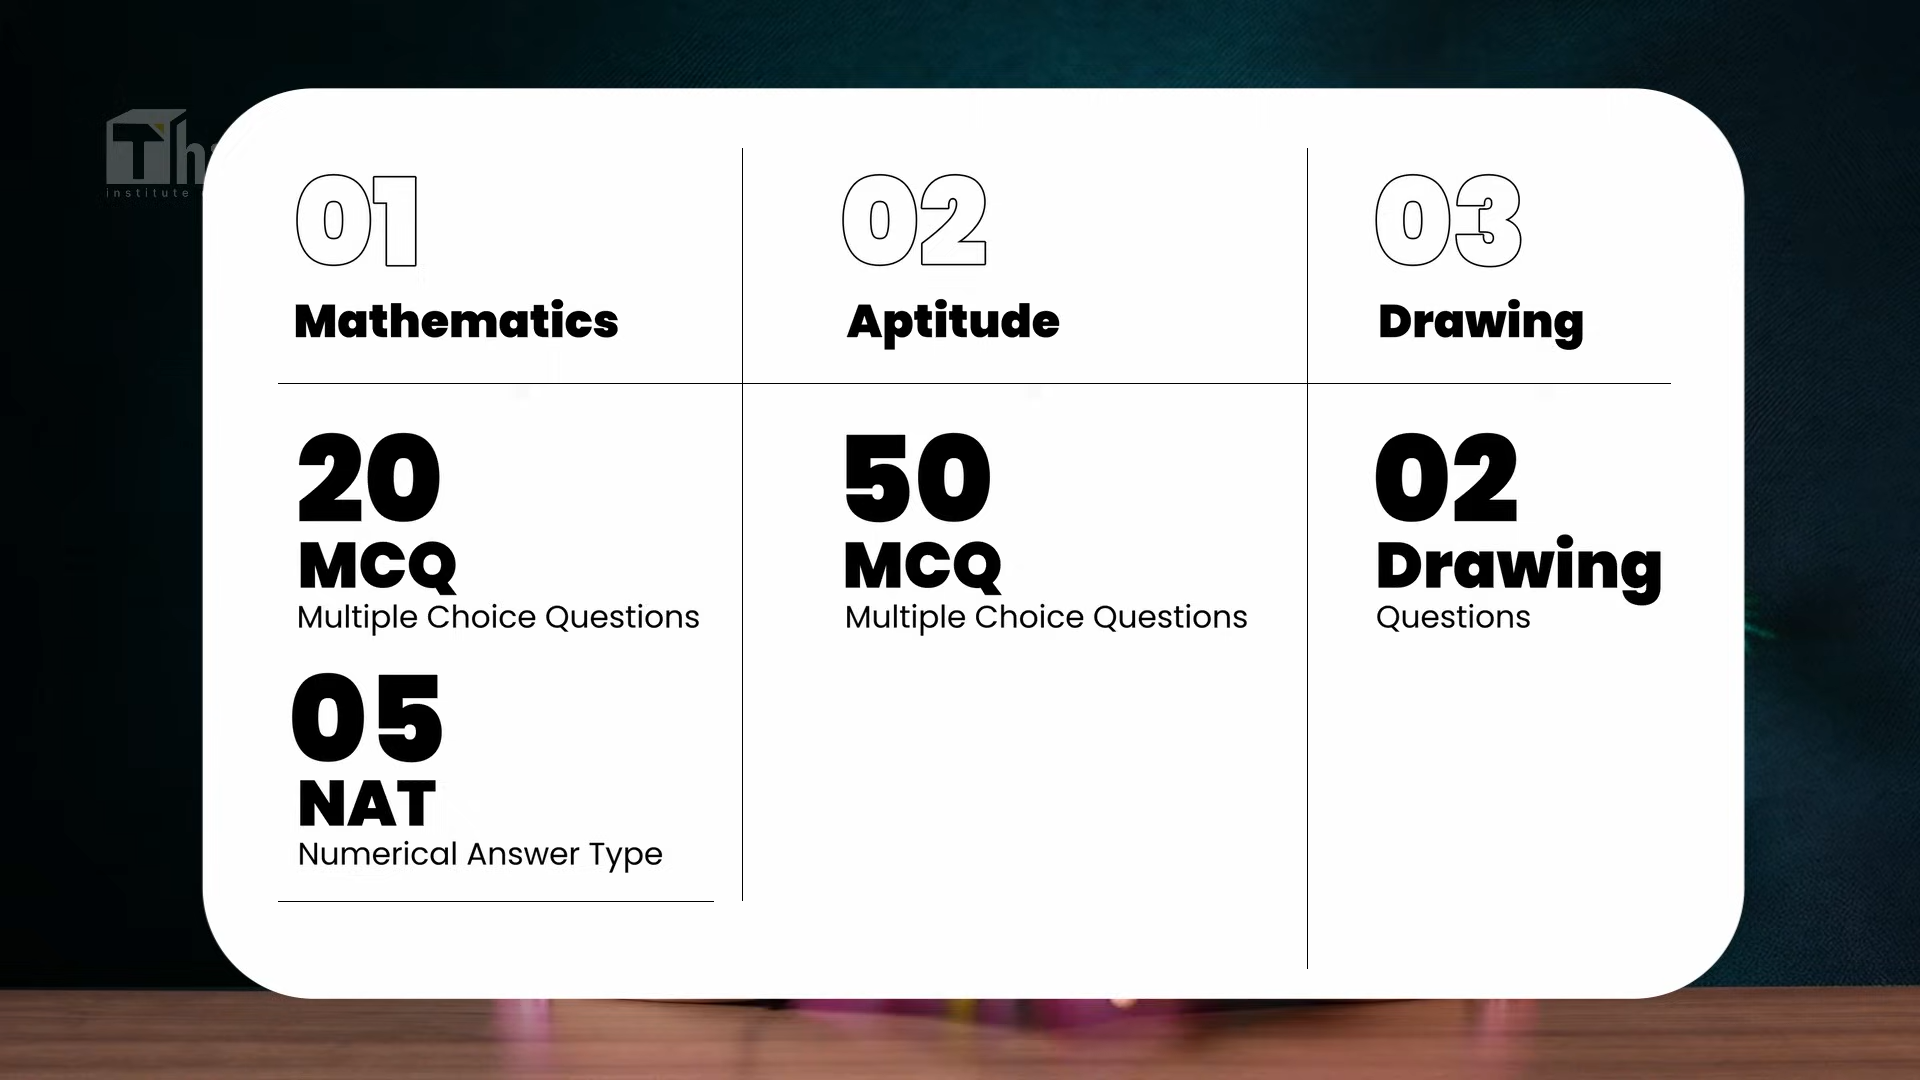 institute
01
Mathematics
20
MCQ
Multiple Choice Questions
05
NAT
Numerical Answer Type
02
Aptitude
50
MCQ
Multiple Choice Questions
03
Drawing
02
Drawing
Questions